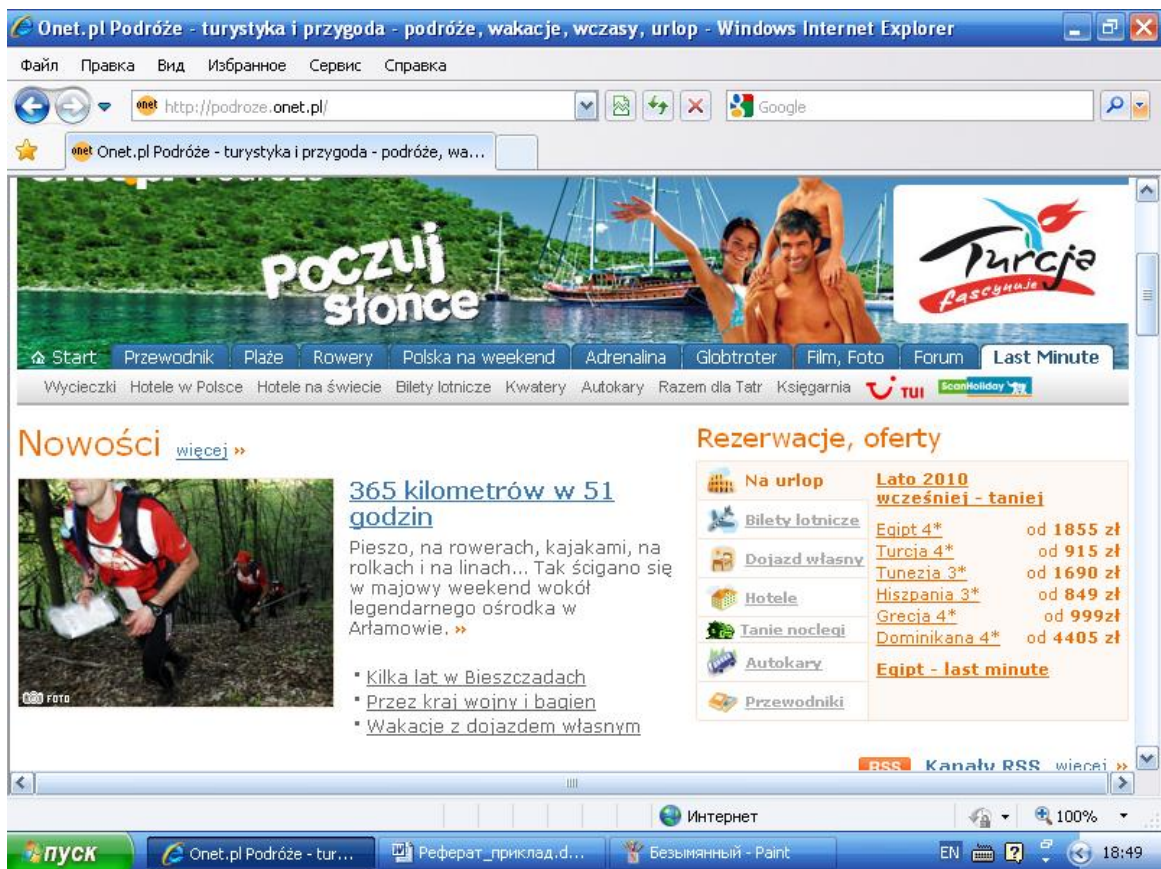 Onet.pl Podróże - turystyka i przygoda - podróże, wakacje, wczasy, urlop - Windows Internet Explorer
Файл Правка Вид Избранное Сервис Справка
onet http://podroze.onet.pl/ Google
onet Onet.pl Podróże - turystyka i przygoda - podróże, wa...
Poczuj
słońce
Turcja
fascynuje
Start Przewodnik Plaże Rowery Polska na weekend Adrenalina Globtroter Film, Foto Forum Last Minute
Wycieczki Hotele w Polsce Hotele na świecie Bilety lotnicze Kwatery Autokary Razem dla Tatr Księgarnia TUI ScanHoliday
Nowości więcej »
365 kilometrów w 51
godzin
Pieszo, na rowerach, kajakami, na
rolkach i na linach... Tak ścigano się
w majowy weekend wokół
legendarnego ośrodka w
Arłamowie. »
FOTO
Kilka lat w Bieszczadach
Przez kraj wojny i bagien
Wakacje z dojazdem własnym
Rezerwacje, oferty
Na urlop
Bilety lotnicze
Dojazd własny
Hotele
Tanie noclegi
Autokary
Przewodniki
Lato 2010
wcześniej - taniej
Egipt 4* od 1855 zł
Turcja 4* od 915 zł
Tunezja 3* od 1690 zł
Hiszpania 3* od 849 zł
Grecja 4* od 999zł
Dominikana 4* od 4405 zł
Egipt - last minute
RSS Kanały RSS więcej »
Интернет 100%
пуск Onet.pl Podróże - tur... Реферат_приклад.d... Безымянный - Paint EN 18:49